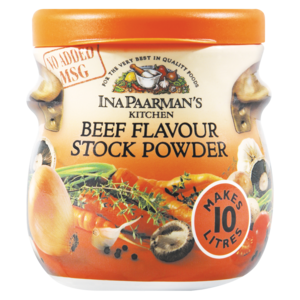 FOR THE VERY BEST IN QUALITY FOODS
NO ADDED
MSG
INA PAARMAN'S
KITCHEN
BEEF FLAVOUR
STOCK POWDER
MAKES
10
LITRES